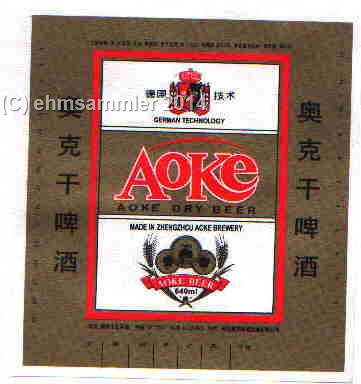 (C) ehmsammler 2014
德国 技术
GERMAN TECHNOLOGY
AOKe
AOKE DRY BEER
MADE IN ZHENGZHOU AOKE BREWERY
AOKE BEER
640ml
奥克干啤酒
奥克干啤酒